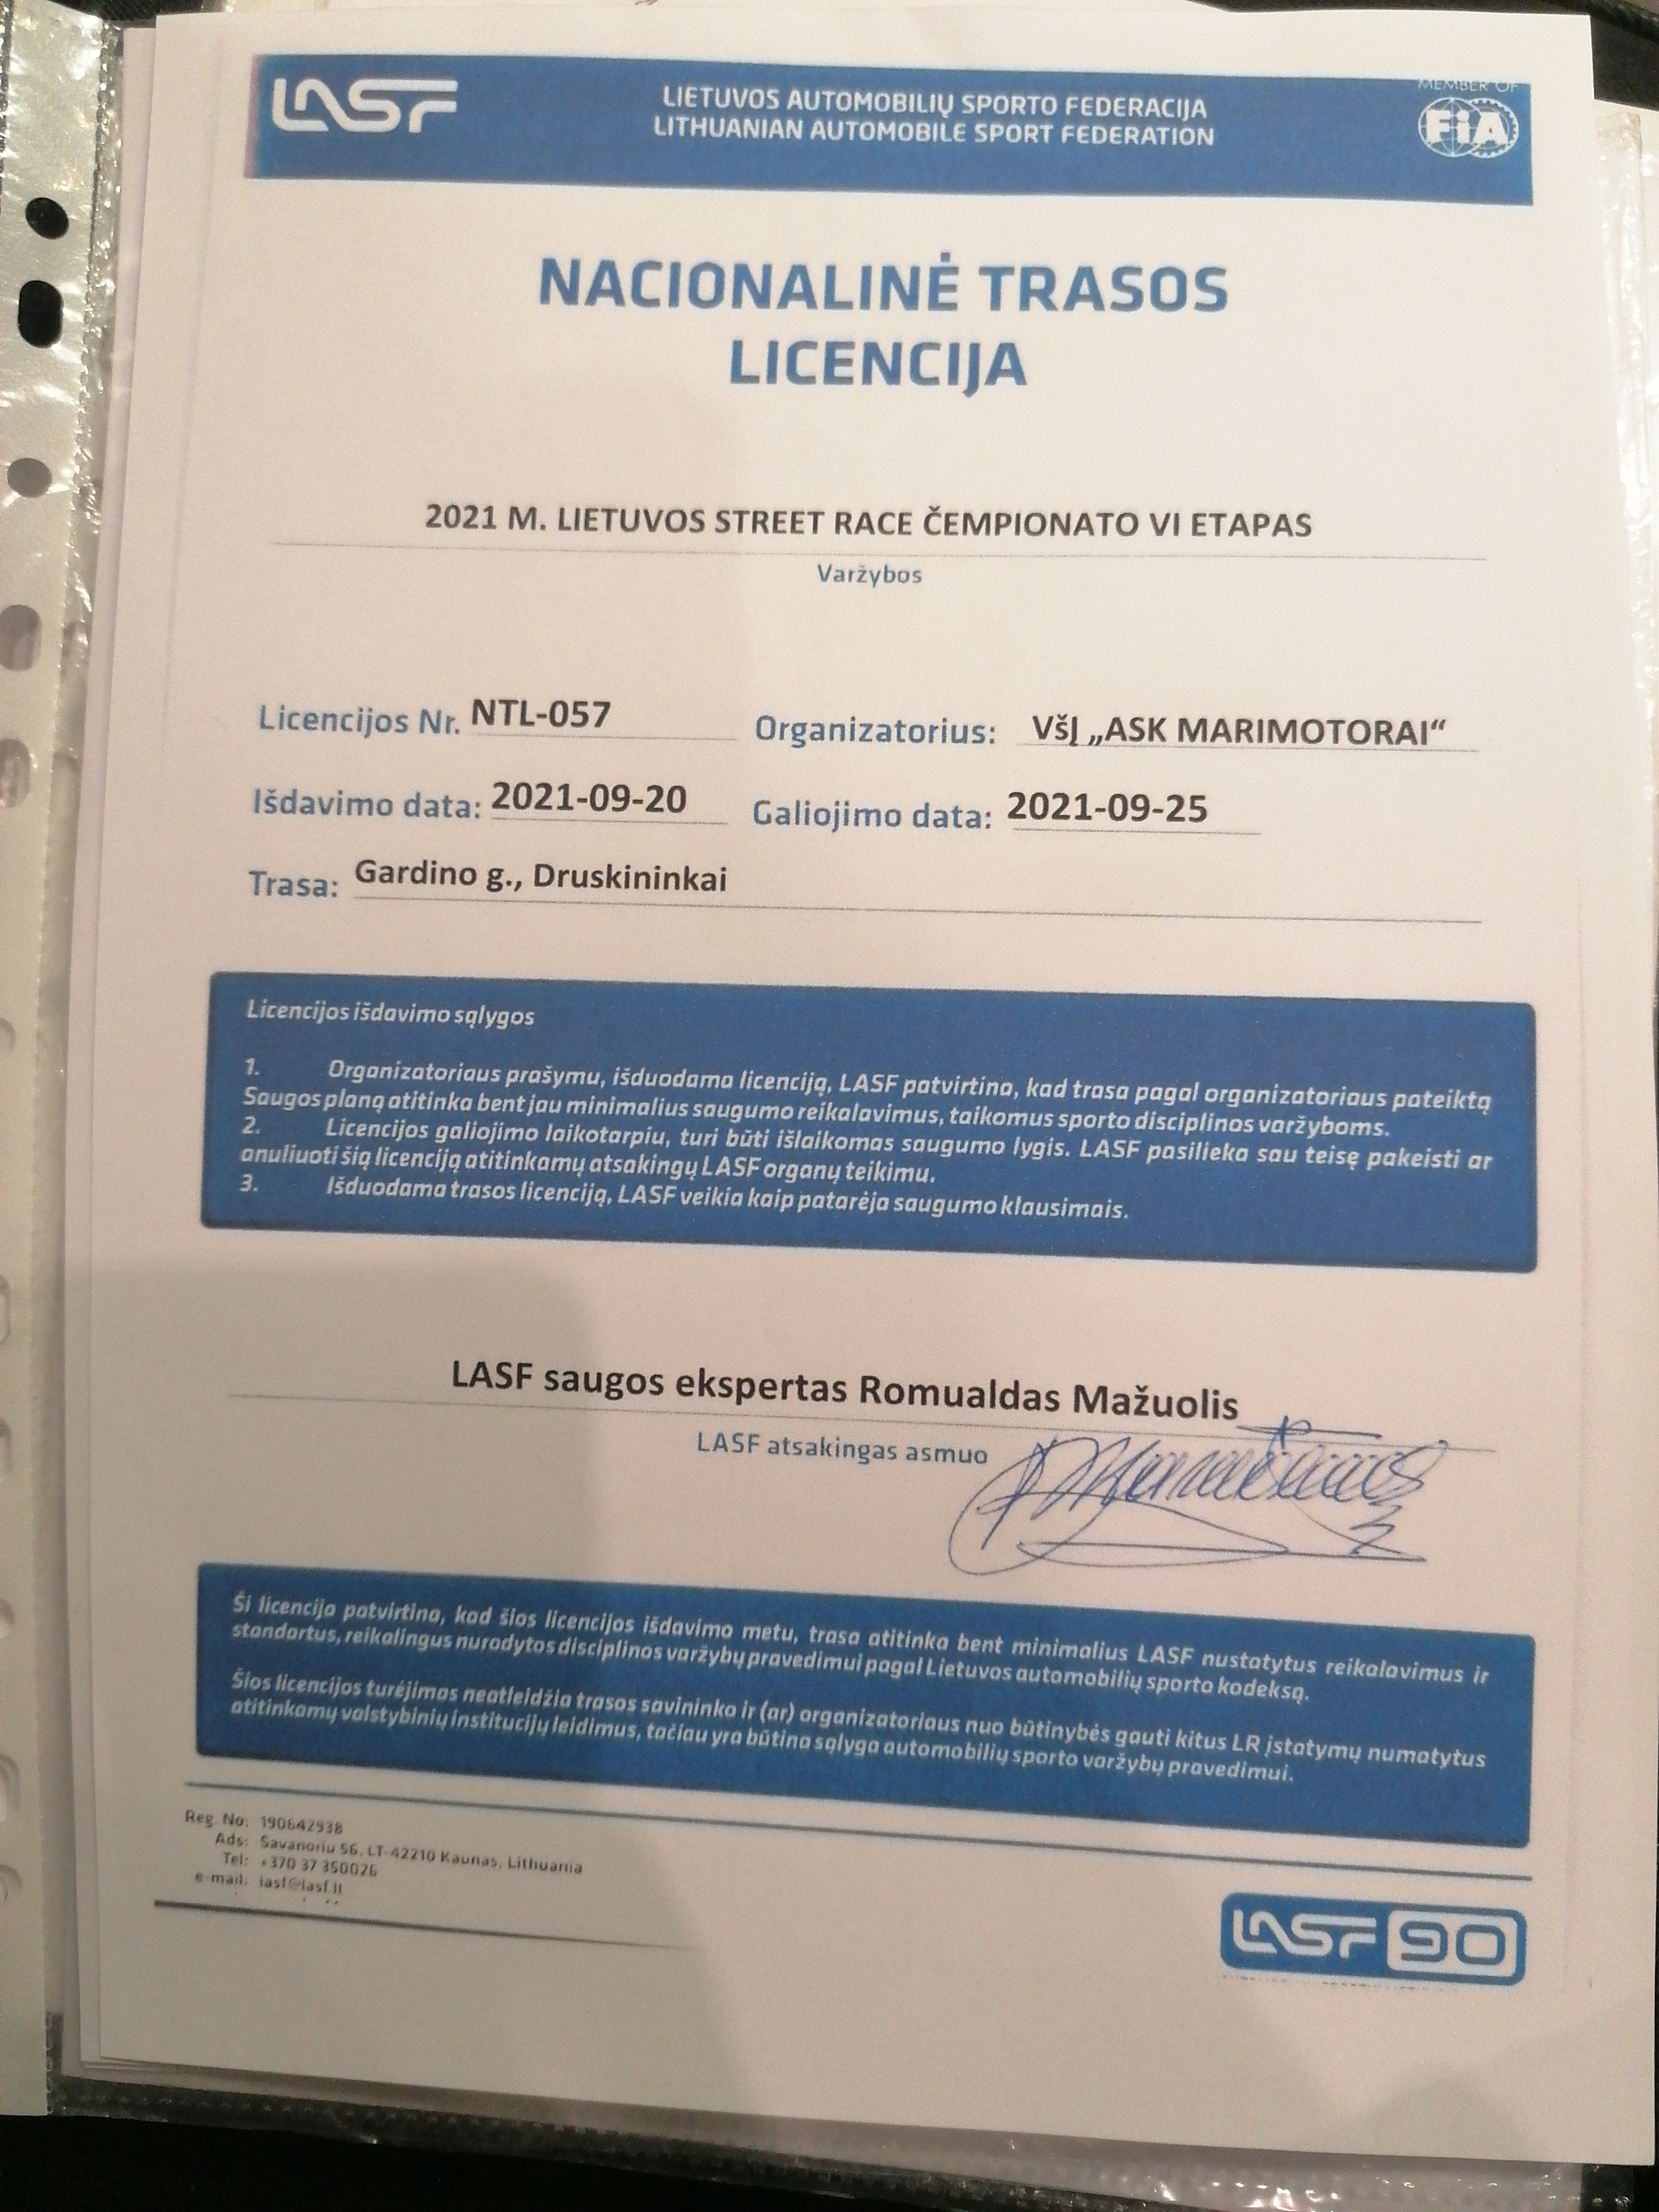 LASF
LIETUVOS AUTOMOBILIŲ SPORTO FEDERACIJA
LITHUANIAN AUTOMOBILE SPORT FEDERATION
MEMBER OF
FiA
NACIONALINĖ TRASOS
LICENCIJA
2021 M. LIETUVOS STREET RACE ČEMPIONATO VI ETAPAS
Varžybos
Licencijos Nr. NTL-057 Organizatorius: VšĮ „ASK MARIMOTORAI“
Išdavimo data: 2021-09-20 Galiojimo data: 2021-09-25
Trasa: Gardino g., Druskininkai
Licencijos išdavimo sąlygos
1. Organizatoriaus prašymu, išduodama licenciją, LASF patvirtina, kad trasa pagal organizatoriaus pateiktą
Saugos planą atitinka bent jau minimalius saugumo reikalavimus, taikomus sporto disciplinos varžyboms.
2. Licencijos galiojimo laikotarpiu, turi būti išlaikomas saugumo lygis. LASF pasilieka sau teisę pakeisti ar
anuliuoti šią licenciją atitinkamų atsakingų LASF organų teikimu.
3. Išduodama trasos licenciją, LASF veikia kaip patarėja saugumo klausimais.
LASF saugos ekspertas Romualdas Mažuolis
LASF atsakingas asmuo
Ši licencija patvirtina, kad šios licencijos išdavimo metu, trasa atitinka bent minimalius LASF nustatytus reikalavimus ir
standartus, reikalingus nurodytos disciplinos varžybų pravedimui pagal Lietuvos automobilių sporto kodeksą.
Šios licencijos turėjimas neatleidžia trasos savininko ir (ar) organizatoriaus nuo būtinybės gauti kitus LR įstatymų numatytus
atitinkamų valstybinių institucijų leidimus, tačiau yra būtina sąlyga automobilių sporto varžybų pravedimui.
Reg. No: 190642938
Ads: Savanoriu 56, LT-42210 Kaunas, Lithuania
Tel: +370 37 350026
e-mail: lasf@lasf.lt
LASF 90